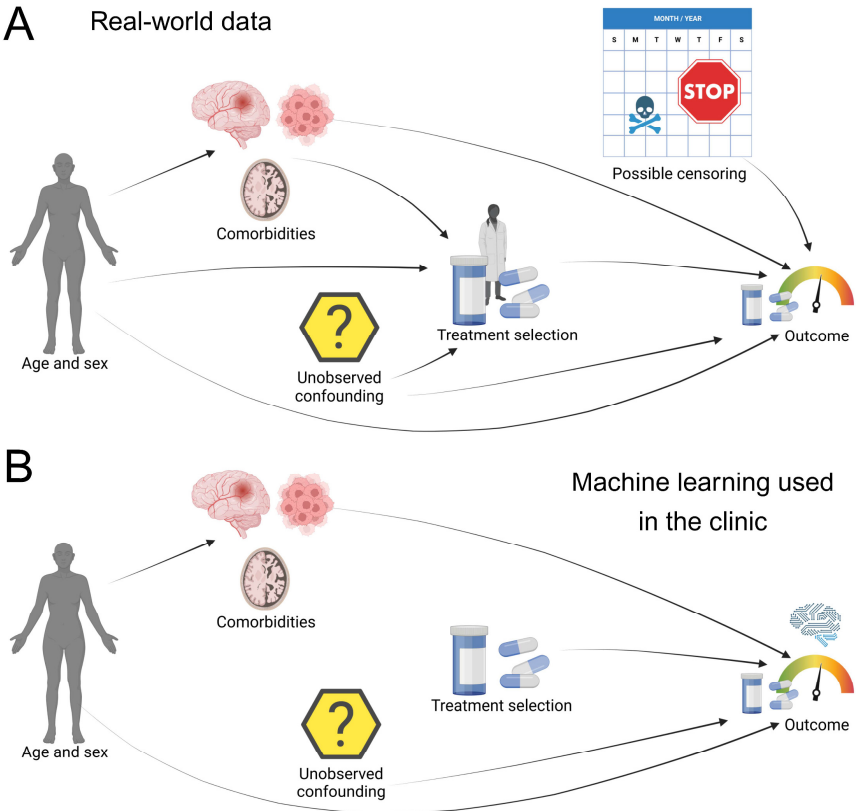 A
Real-world data
MONTH / YEAR
S M T W T F S
STOP
Possible censoring
Comorbidities
Treatment selection
Outcome
Age and sex
?
Unobserved
confounding
B
Machine learning used
in the clinic
Comorbidities
Treatment selection
Outcome
Age and sex
?
Unobserved
confounding